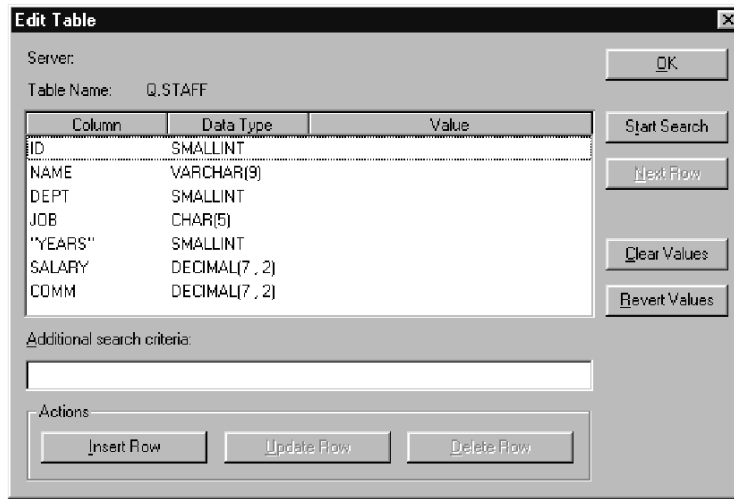 Edit Table
Server:
OK
Table Name: Q.STAFF
Column Data Type Value
Start Search
ID SMALLINT
NAME VARCHAR(9)
Next Row
DEPT SMALLINT
JOB CHAR(5)
"YEARS" SMALLINT
Clear Values
SALARY DECIMAL(7 , 2)
COMM DECIMAL(7 , 2)
Revert Values
Additional search criteria:
Actions
Insert Row Update Row Delete Row